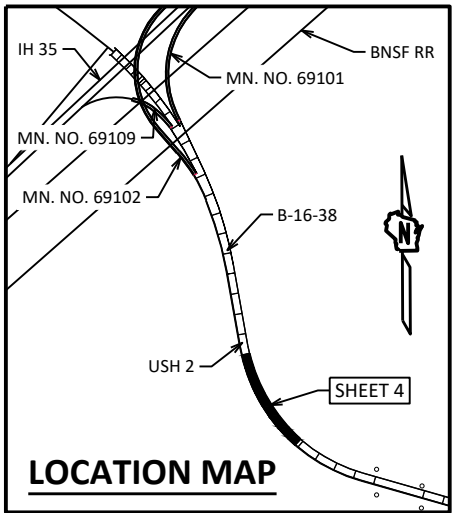 IH 35
BNSF RR
MN. NO. 69101
MN. NO. 69109
MN. NO. 69102
B-16-38
N
USH 2
SHEET 4
LOCATION MAP